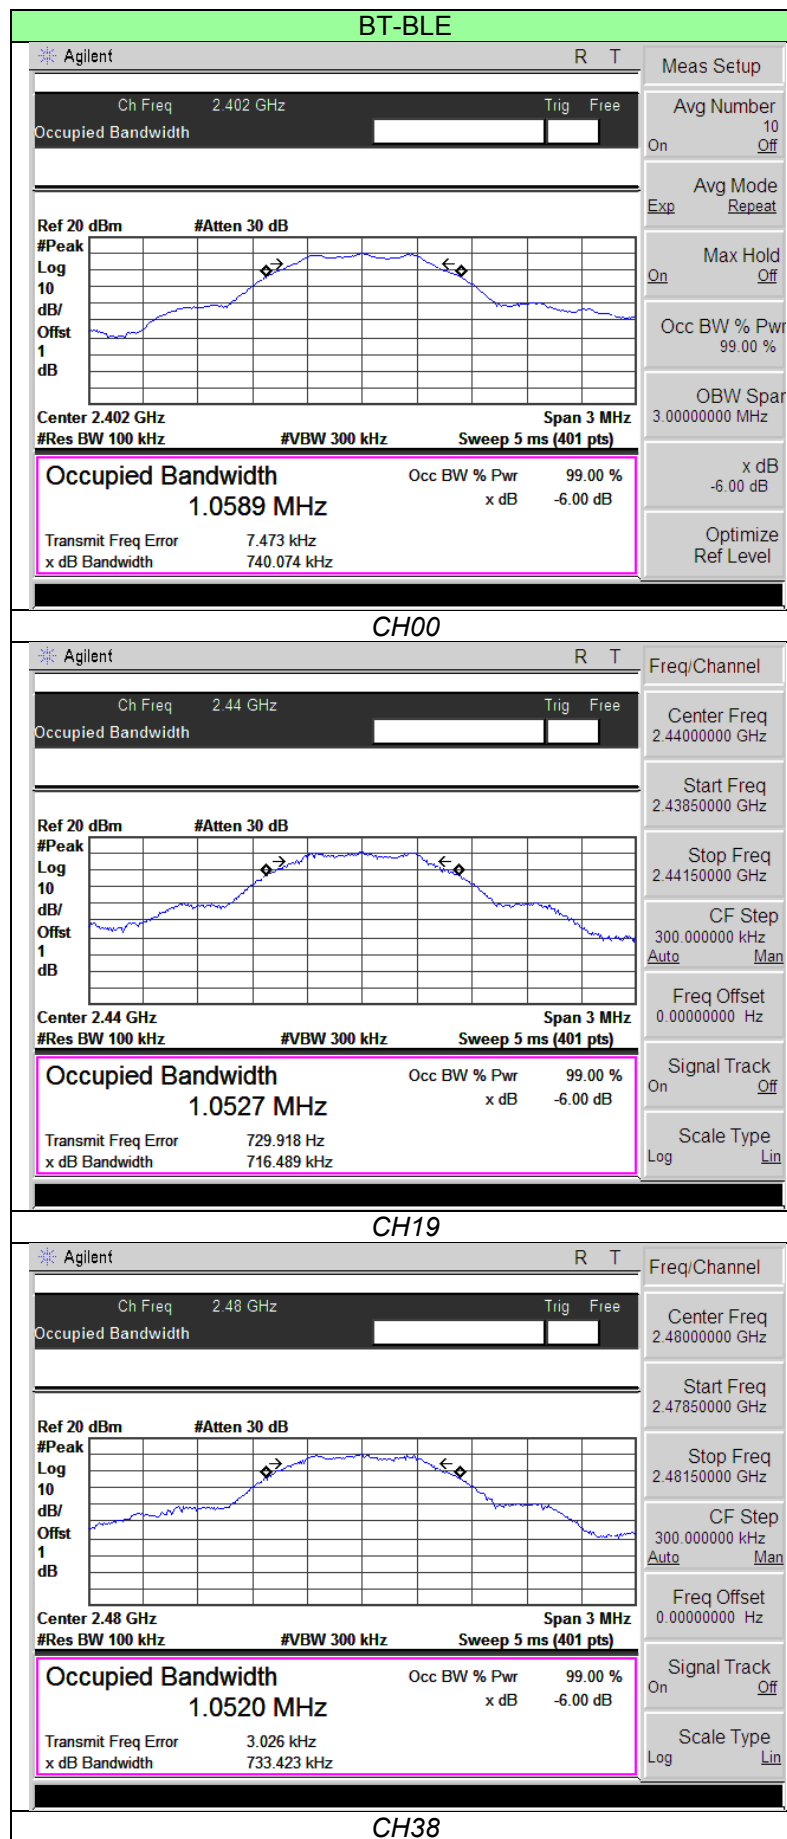 BT-BLE
Agilent R T
Meas Setup
Ch Freq 2.402 GHz Trig Free
Occupied Bandwidth
Avg Number
10
On Off
Avg Mode
Exp Repeat
Max Hold
On Off
Occ BW % Pwr
99.00 %
OBW Span
3.00000000 MHz
x dB
-6.00 dB
Optimize
Ref Level
Ref 20 dBm #Atten 30 dB
#Peak
Log
10
dB/
Offst
1
dB
Center 2.402 GHz Span 3 MHz
#Res BW 100 kHz #VBW 300 kHz Sweep 5 ms (401 pts)
Occupied Bandwidth Occ BW % Pwr 99.00 %
1.0589 MHz x dB -6.00 dB
Transmit Freq Error 7.473 kHz
x dB Bandwidth 740.074 kHz
CH00
Agilent R T
Freq/Channel
Ch Freq 2.44 GHz Trig Free
Occupied Bandwidth
Center Freq
2.44000000 GHz
Start Freq
2.43850000 GHz
Stop Freq
2.44150000 GHz
CF Step
300.000000 kHz
Auto Man
Freq Offset
0.00000000 Hz
Signal Track
On Off
Scale Type
Log Lin
Ref 20 dBm #Atten 30 dB
#Peak
Log
10
dB/
Offst
1
dB
Center 2.44 GHz Span 3 MHz
#Res BW 100 kHz #VBW 300 kHz Sweep 5 ms (401 pts)
Occupied Bandwidth Occ BW % Pwr 99.00 %
1.0527 MHz x dB -6.00 dB
Transmit Freq Error 729.918 Hz
x dB Bandwidth 716.489 kHz
CH19
Agilent R T
Freq/Channel
Ch Freq 2.48 GHz Trig Free
Occupied Bandwidth
Center Freq
2.48000000 GHz
Start Freq
2.47850000 GHz
Stop Freq
2.48150000 GHz
CF Step
300.000000 kHz
Auto Man
Freq Offset
0.00000000 Hz
Signal Track
On Off
Scale Type
Log Lin
Ref 20 dBm #Atten 30 dB
#Peak
Log
10
dB/
Offst
1
dB
Center 2.48 GHz Span 3 MHz
#Res BW 100 kHz #VBW 300 kHz Sweep 5 ms (401 pts)
Occupied Bandwidth Occ BW % Pwr 99.00 %
1.0520 MHz x dB -6.00 dB
Transmit Freq Error 3.026 kHz
x dB Bandwidth 733.423 kHz
CH38